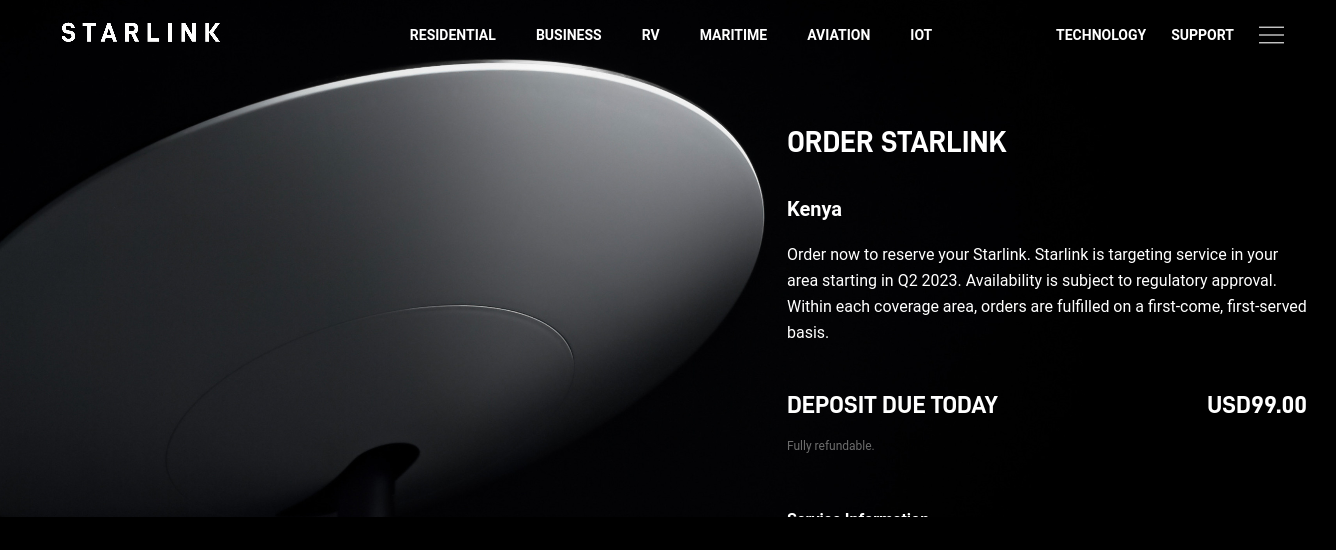 STARLINK
RESIDENTIAL BUSINESS RV MARITIME AVIATION IOT TECHNOLOGY SUPPORT
ORDER STARLINK
Kenya
Order now to reserve your Starlink. Starlink is targeting service in your
area starting in Q2 2023. Availability is subject to regulatory approval.
Within each coverage area, orders are fulfilled on a first-come, first-served
basis.
DEPOSIT DUE TODAY USD99.00
Fully refundable.
Service Information